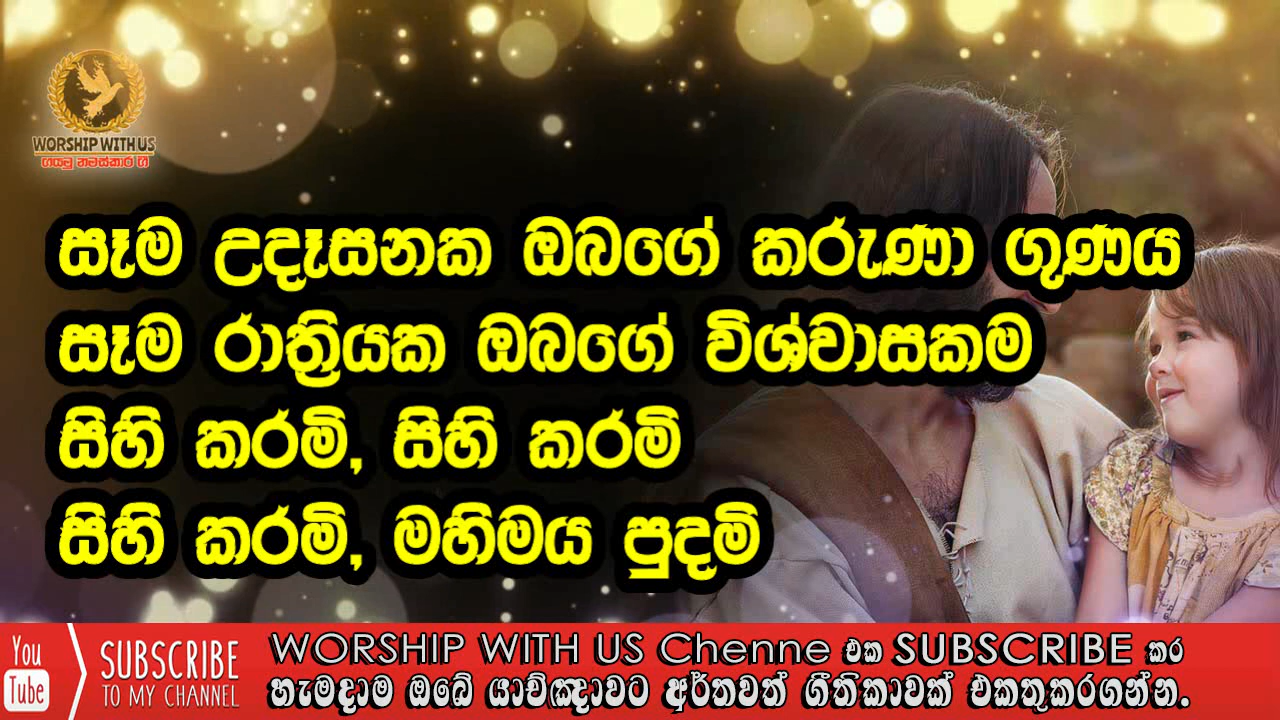 WORSHIP WITH US
ගයමු නමස්කාර ගී
සෑම උදෑසනක ඔබගේ කරුණා ගුණය
සෑම රාත්‍රියක ඔබගේ විශ්වාසකම
සිහි කරමි, සිහි කරමි
සිහි කරමි, මහිමය පුදමි
You
Tube
SUBSCRIBE
TO MY CHANNEL
WORSHIP WITH US Chenne එක SUBSCRIBE කර
හැමදාම ඔබේ යාච්ඤාවට අර්තවත් ගීතිකාවක් එකතුකරගන්න.